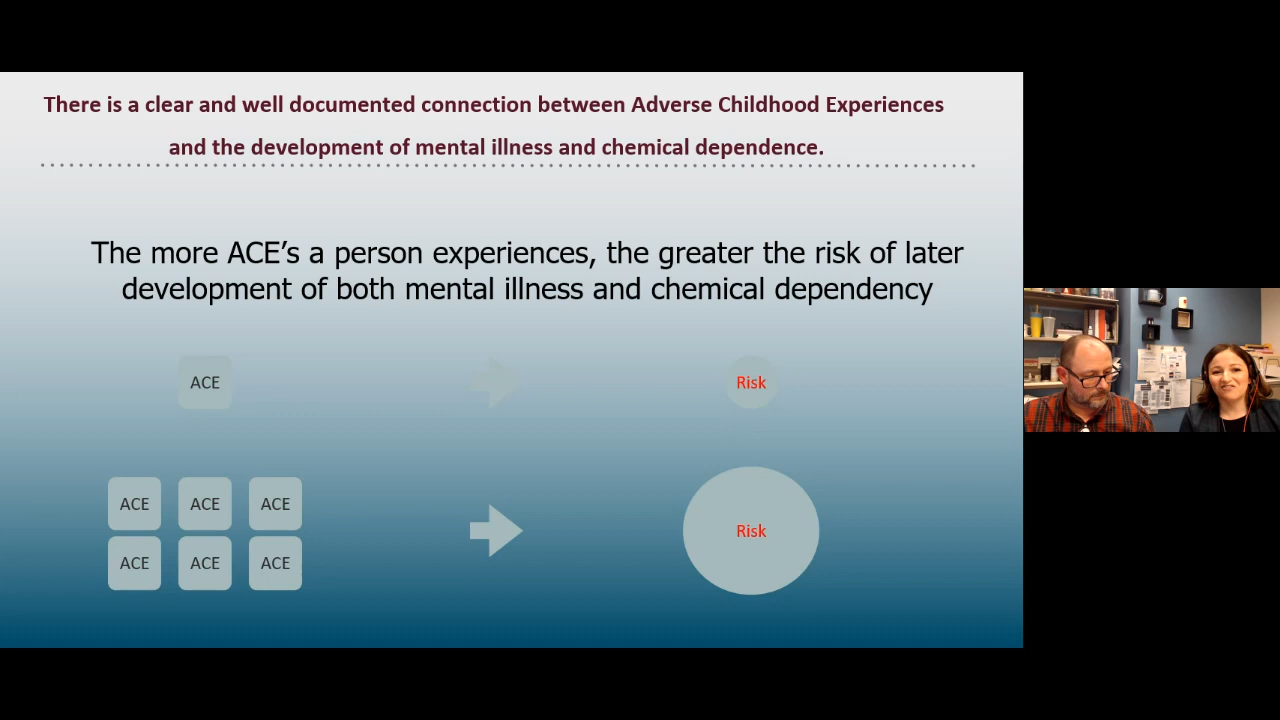 There is a clear and well documented connection between Adverse Childhood Experiences
and the development of mental illness and chemical dependence.
The more ACE’s a person experiences, the greater the risk of later
development of both mental illness and chemical dependency
ACE
Risk
ACE ACE ACE
Risk
ACE ACE ACE